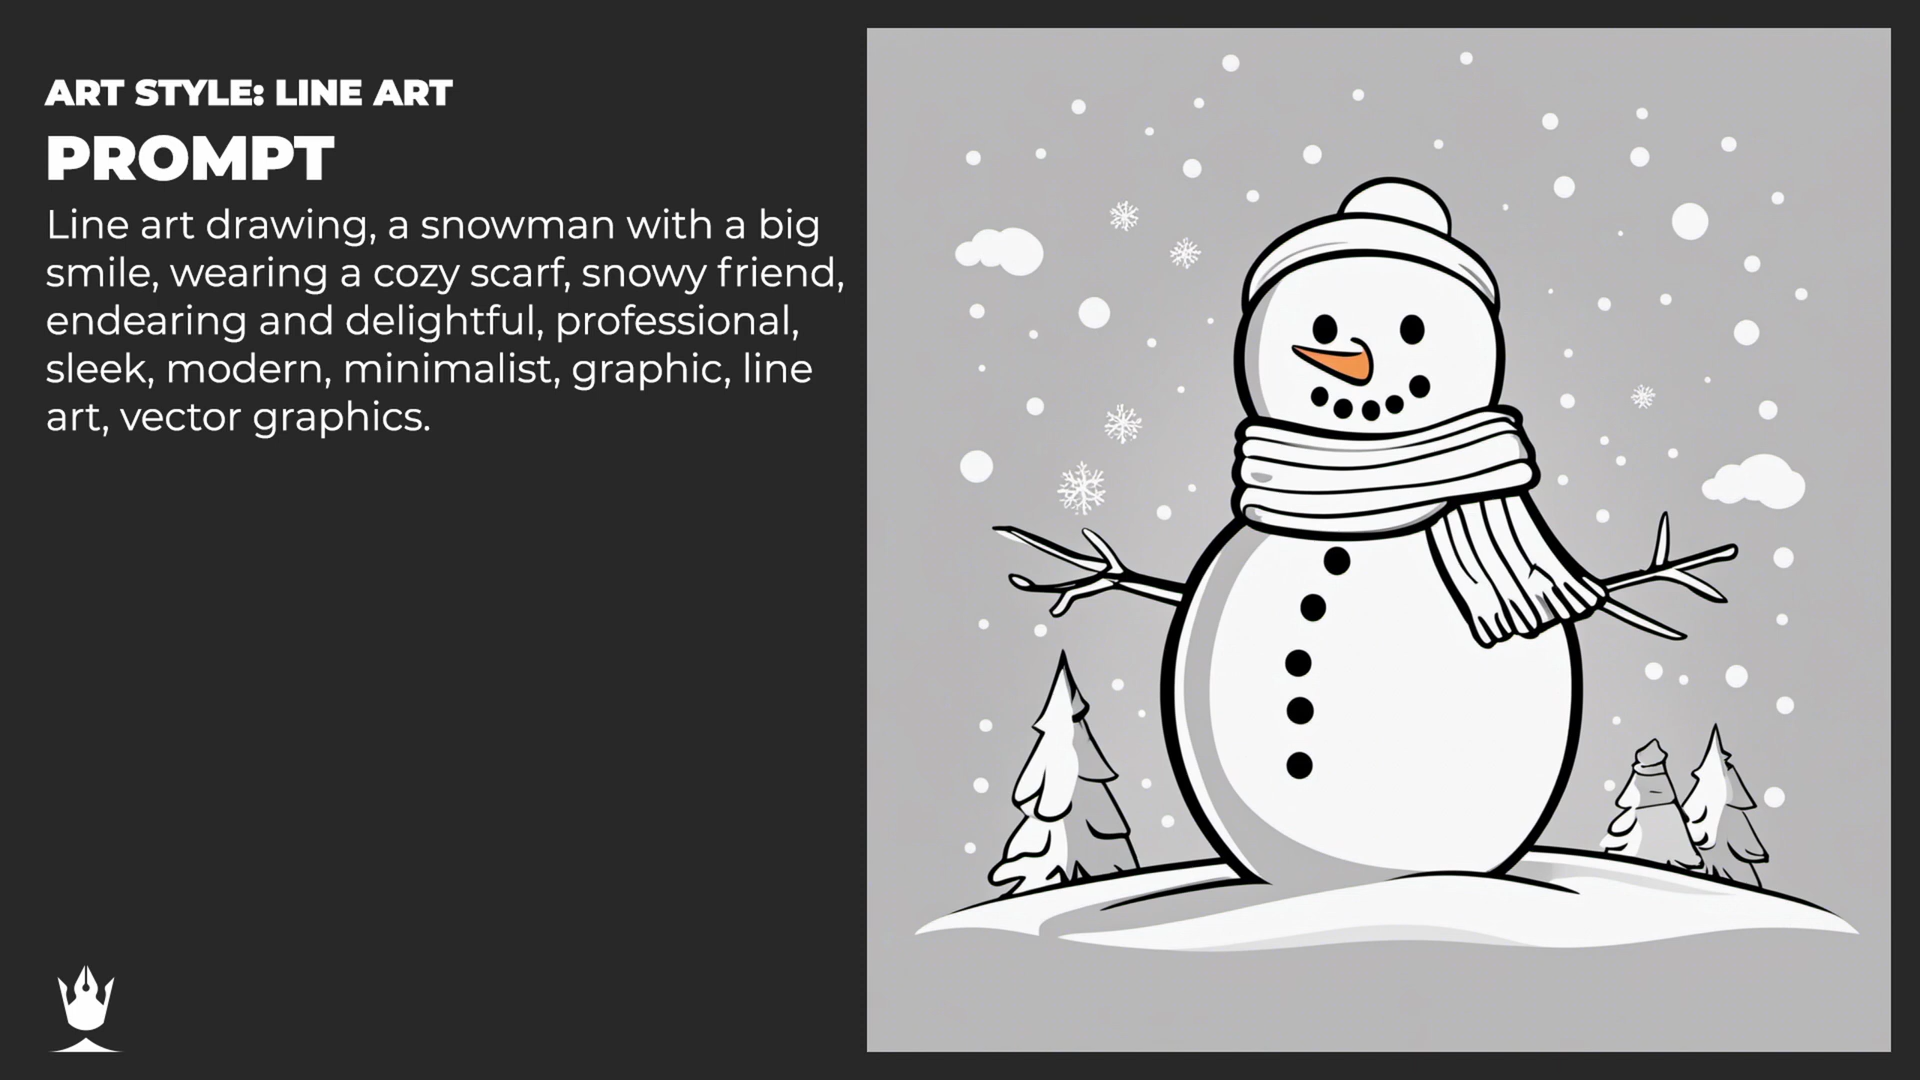 ART STYLE: LINE ART
PROMPT
Line art drawing, a snowman with a big
smile, wearing a cozy scarf, snowy friend,
endearing and delightful, professional,
sleek, modern, minimalist, graphic, line
art, vector graphics.